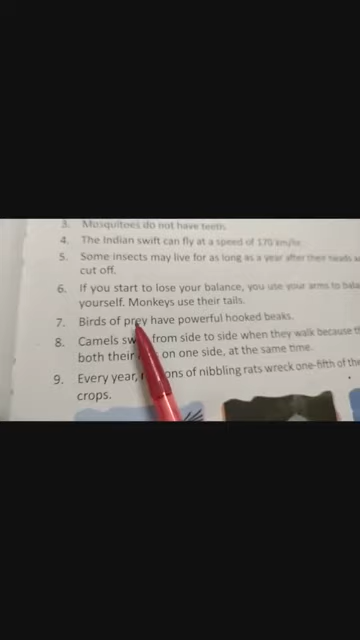 3. Mosquitoes do not have teeth.
4. The Indian swift can fly at a speed of 170 km/hr.
5. Some insects may live for as long as a year after their heads a
cut off.
6. If you start to lose your balance, you use your arms to bala
yourself. Monkeys use their tails.
7. Birds of prey have powerful hooked beaks.
8. Camels from side to side when they walk because th
both their on one side, at the same time.
9. Every year, of nibbling rats wreck one-fifth of the
crops.